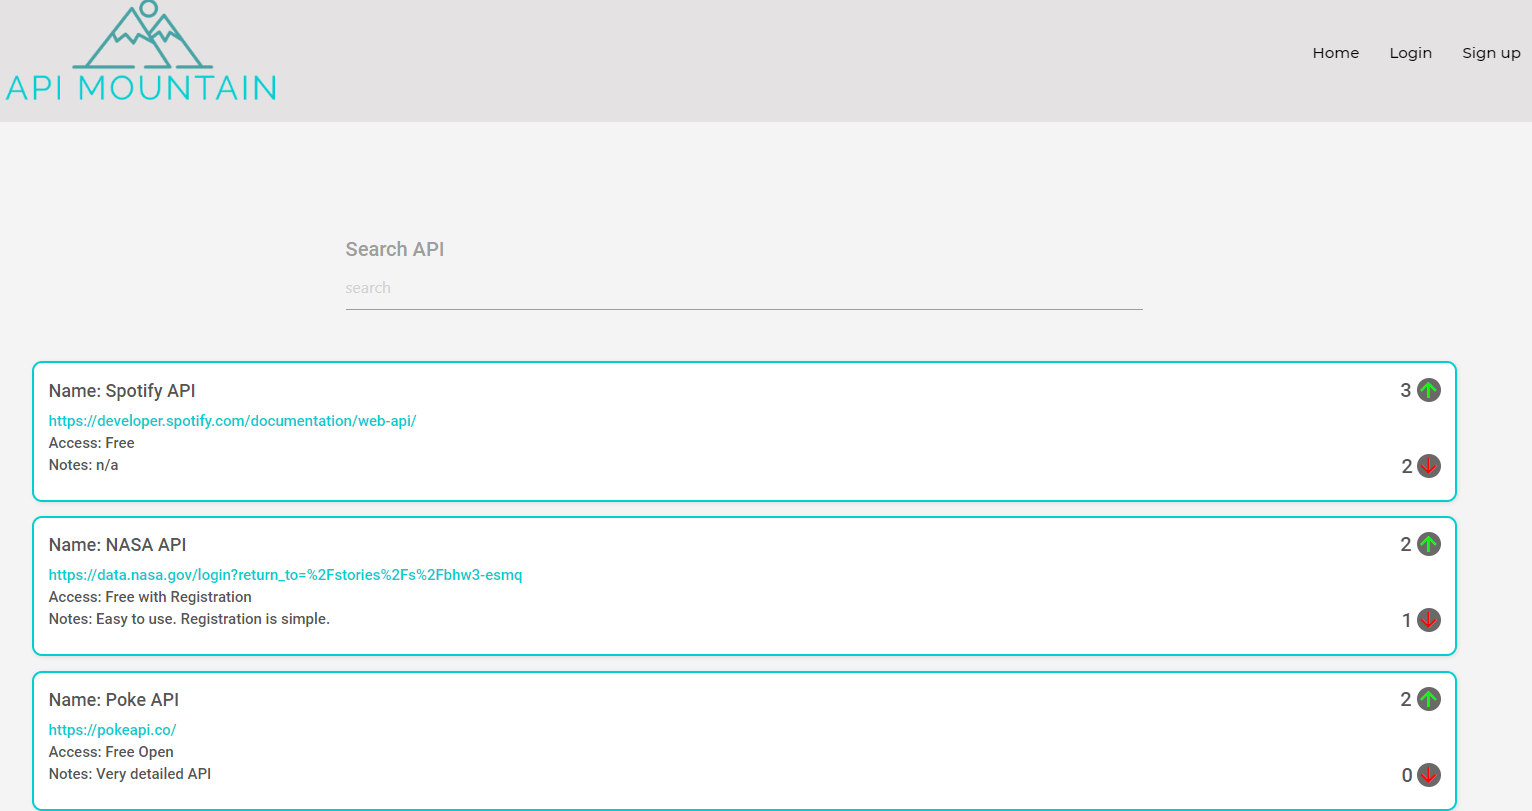 API MOUNTAIN
Home Login Sign up
Search API
search
Name: Spotify API
3
https://developer.spotify.com/documentation/web-api/
Access: Free
Notes: n/a
2
Name: NASA API
2
https://data.nasa.gov/login?return_to=%2Fstories%2Fs%2Fbhw3-esmq
Access: Free with Registration
Notes: Easy to use. Registration is simple.
1
Name: Poke API
2
https://pokeapi.co/
Access: Free Open
Notes: Very detailed API
0